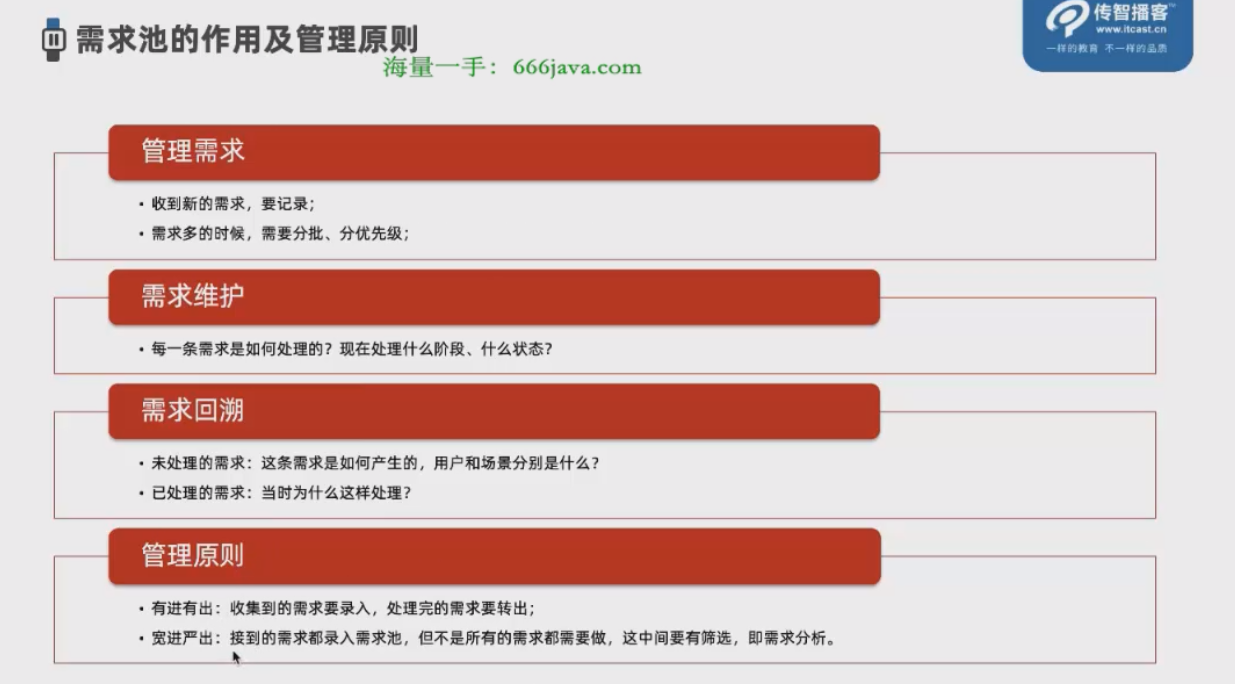 需求池的作用及管理原则
海量一手：666java.com
传智播客™
www.itcast.cn
一样的教育 不一样的品质
管理需求
• 收到新的需求，要记录；
• 需求多的时候，需要分批、分优先级；
需求维护
• 每一条需求是如何处理的？现在处理什么阶段、什么状态？
需求回溯
• 未处理的需求：这条需求是如何产生的，用户和场景分别是什么？
• 已处理的需求：当时为什么这样处理？
管理原则
• 有进有出：收集到的需求要录入，处理完的需求要转出；
• 宽进严出：接到的需求都录入需求池，但不是所有的需求都需要做，这中间要有筛选，即需求分析。